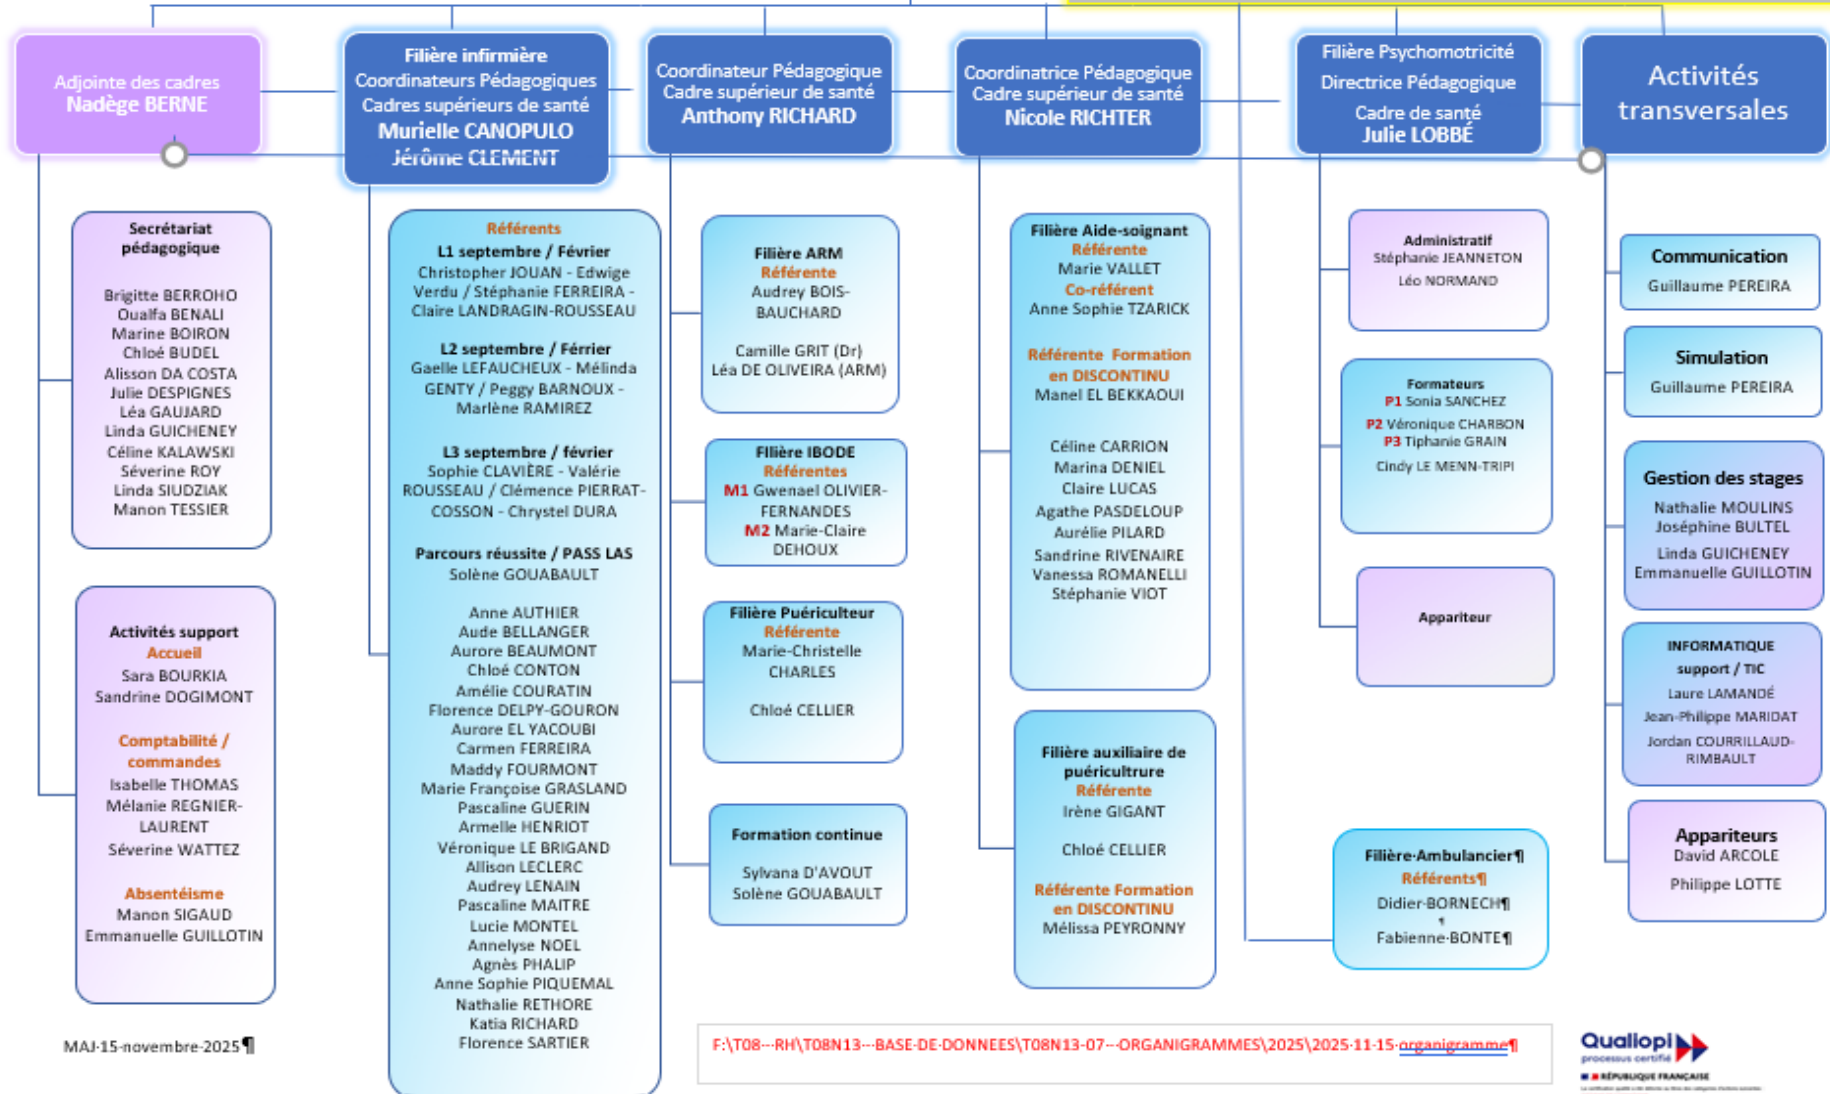 Adjointe des cadres
Nadège BERNE
Filière infirmière
Coordinateurs Pédagogiques
Cadres supérieurs de santé
Murielle CANOPULO
Jérôme CLEMENT
Coordinateur Pédagogique
Cadre supérieur de santé
Anthony RICHARD
Coordinatrice Pédagogique
Cadre supérieur de santé
Nicole RICHTER
Filière Psychomotricité
Directrice Pédagogique
Cadre de santé
Julie LOBBÉ
Activités
transversales
Secrétariat
pédagogique
Brigitte BERROHO
Oualfa BENALI
Marine BOIRON
Chloé BUDEL
Alisson DA COSTA
Julie DESPIGNES
Léa GAUJARD
Linda GUICHENEY
Céline KALAWSKI
Séverine ROY
Linda SIUDZIAK
Manon TESSIER
Activités support
Accueil
Sara BOURKIA
Sandrine DOGIMONT
Comptabilité /
commandes
Isabelle THOMAS
Mélanie REGNIER-
LAURENT
Séverine WATTEZ
Absentéisme
Manon SIGAUD
Emmanuelle GUILLOTIN
MAJ·15·novembre·2025¶
Référents
L1 septembre / Février
Christopher JOUAN - Edwige
Verdu / Stéphanie FERREIRA -
Claire LANDRAGIN-ROUSSEAU
L2 septembre / Février
Gaelle LEFAUCHEUX - Mélinda
GENTY / Peggy BARNOUX -
Marlène RAMIREZ
L3 septembre / février
Sophie CLAVIÈRE - Valérie
ROUSSEAU / Clémence PIERRAT-
COSSON - Chrystel DURA
Parcours réussite / PASS LAS
Solène GOUABAULT
Anne AUTHIER
Aude BELLANGER
Aurore BEAUMONT
Chloé CONTON
Amélie COURATIN
Florence DELPY-GOURON
Aurore EL YACOUBI
Carmen FERREIRA
Maddy FOURMONT
Marie Françoise GRASLAND
Pascaline GUERIN
Armelle HENRIOT
Véronique LE BRIGAND
Allison LECLERC
Audrey LENAIN
Pascaline MAITRE
Lucie MONTEL
Annelyse NOEL
Agnès PHALIP
Anne Sophie PIQUEMAL
Nathalie RETHORE
Katia RICHARD
Florence SARTIER
Filière ARM
Référente
Audrey BOIS-
BAUCHARD
Camille GRIT (Dr)
Léa DE OLIVEIRA (ARM)
Filière IBODE
Référentes
M1 Gwenael OLIVIER-
FERNANDES
M2 Marie-Claire
DEHOUX
Filière Puériculteur
Référente
Marie-Christelle
CHARLES
Chloé CELLIER
Formation continue
Sylvana D'AVOUT
Solène GOUABAULT
Filière Aide-soignant
Référente
Marie VALLET
Co-référent
Anne Sophie TZARICK
Référente Formation
en DISCONTINU
Manel EL BEKKAOUI
Céline CARRION
Marina DENIEL
Claire LUCAS
Agathe PASDELOUP
Aurélie PILARD
Sandrine RIVENAIRE
Vanessa ROMANELLI
Stéphanie VIOT
Filière auxiliaire de
puéricultrure
Référente
Irène GIGANT
Chloé CELLIER
Référente Formation
en DISCONTINU
Mélissa PEYRONNY
Administratif
Stéphanie JEANNETON
Léo NORMAND
Formateurs
P1 Sonia SANCHEZ
P2 Véronique CHARBON
P3 Tiphanie GRAIN
Cindy LE MENN-TRIPI
Appariteur
Filière·Ambulancier¶
Référents¶
Didier·BORNECH¶
¶
Fabienne·BONTE¶
Communication
Guillaume PEREIRA
Simulation
Guillaume PEREIRA
Gestion des stages
Nathalie MOULINS
Joséphine BULTEL
Linda GUICHENEY
Emmanuelle GUILLOTIN
INFORMATIQUE
support / TIC
Laure LAMANDÉ
Jean-Philippe MARIDAT
Jordan COURRILLAUD-
RIMBAULT
Appariteurs
David ARCOLE
Philippe LOTTE
F:\T08·-·RH\T08N13·-·BASE·DE·DONNEES\T08N13-07·-·ORGANIGRAMMES\2025\2025·11·15·organigramme¶
Qualiopi
processus certifié
RÉPUBLIQUE FRANÇAISE